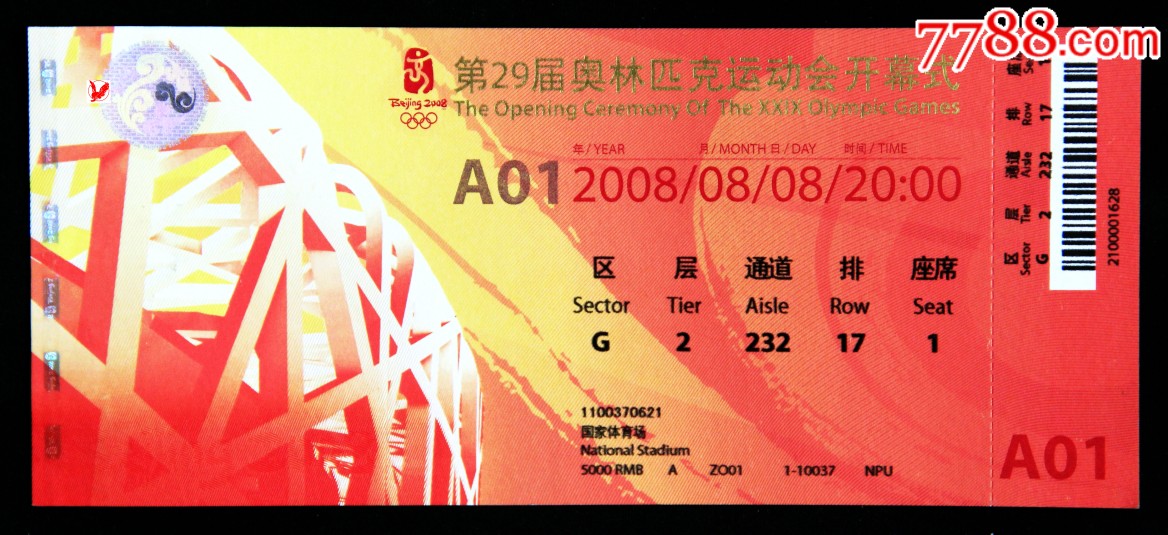 7788.com
第29届奥林匹克运动会开幕式
The Opening Ceremony Of The XXIX Olympic Games
Beijing 2008
年/YEAR 月/MONTH 日/DAY 时间/TIME
A01 2008/08/08/20:00
区 层 通道 排 座席
Sector Tier Aisle Row Seat
G 2 232 17 1
1100370621
国家体育场
National Stadium
5000 RMB A ZO01 1-10037 NPU
区 层 通道 排
Sector Tier Aisle Row
G 2 232 17
2100001628
A01